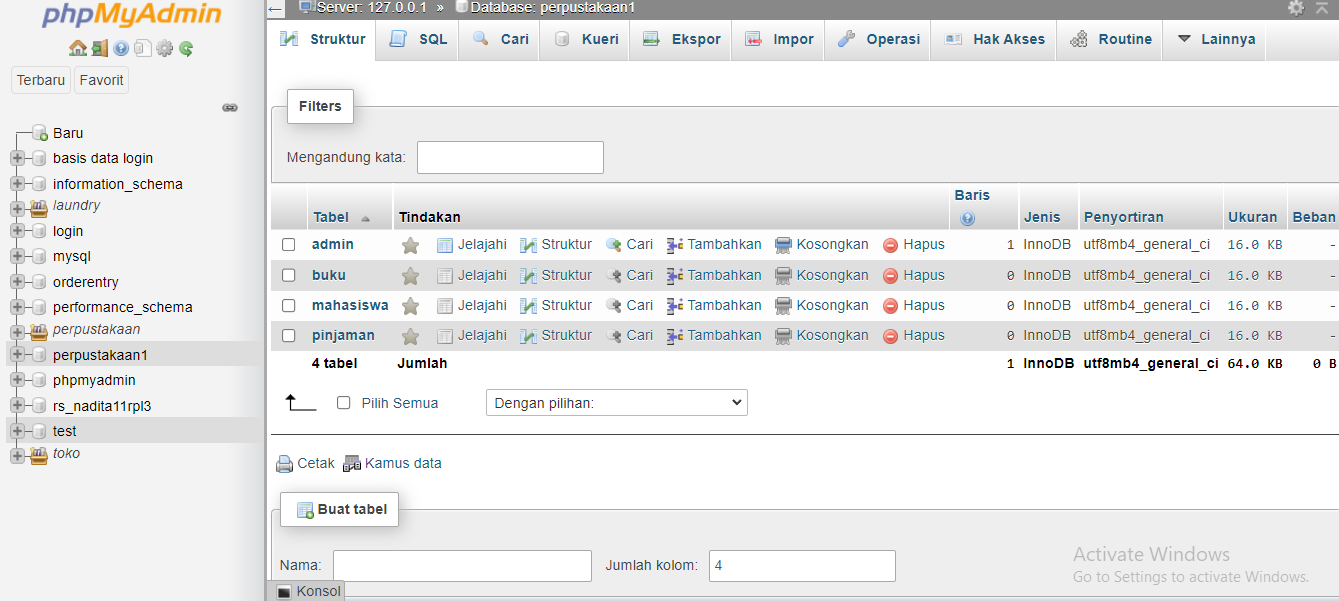 phpMyAdmin
Terbaru Favorit
Baru
basis data login
information_schema
laundry
login
mysql
orderentry
performance_schema
perpustakaan
perpustakaan1
phpmyadmin
rs_nadita11rpl3
test
toko
Server: 127.0.0.1 » Database: perpustakaan1
Struktur SQL Cari Kueri Ekspor Impor Operasi Hak Akses Routine Lainnya
Filters
Mengandung kata:
Tabel Tindakan Baris Jenis Penyortiran Ukuran Beban
admin Jelajahi Struktur Cari Tambahkan Kosongkan Hapus 1 InnoDB utf8mb4_general_ci 16.0 KB -
buku Jelajahi Struktur Cari Tambahkan Kosongkan Hapus 0 InnoDB utf8mb4_general_ci 16.0 KB -
mahasiswa Jelajahi Struktur Cari Tambahkan Kosongkan Hapus 0 InnoDB utf8mb4_general_ci 16.0 KB -
pinjaman Jelajahi Struktur Cari Tambahkan Kosongkan Hapus 0 InnoDB utf8mb4_general_ci 16.0 KB -
4 tabel Jumlah 1 InnoDB utf8mb4_general_ci 64.0 KB 0 B
Pilih Semua Dengan pilihan:
Cetak Kamus data
Buat tabel
Nama: Jumlah kolom: 4
Konsol
Activate Windows
Go to Settings to activate Windows.